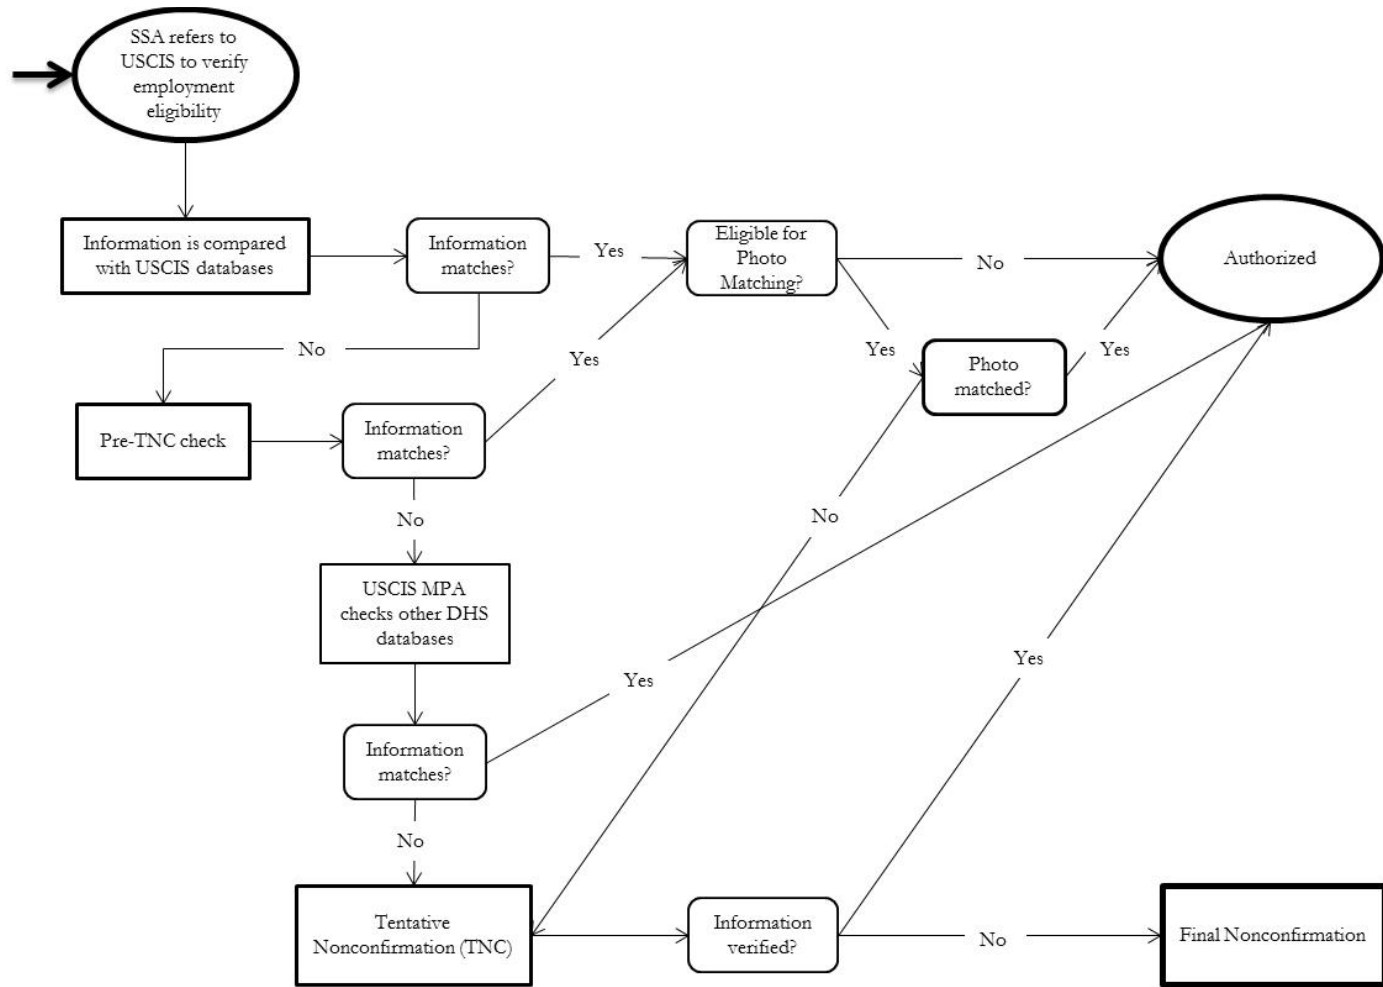 SSA refers to
USCIS to verify
employment
eligibility
Information is compared
with USCIS databases
Information
matches?
Yes
Eligible for
Photo
Matching?
No
Authorized
No
Yes
Yes
Photo
matched?
Yes
Pre-TNC check
Information
matches?
No
No
USCIS MPA
checks other DHS
databases
Yes
Yes
Information
matches?
No
Tentative
Nonconfirmation (TNC)
Information
verified?
No
Final Nonconfirmation